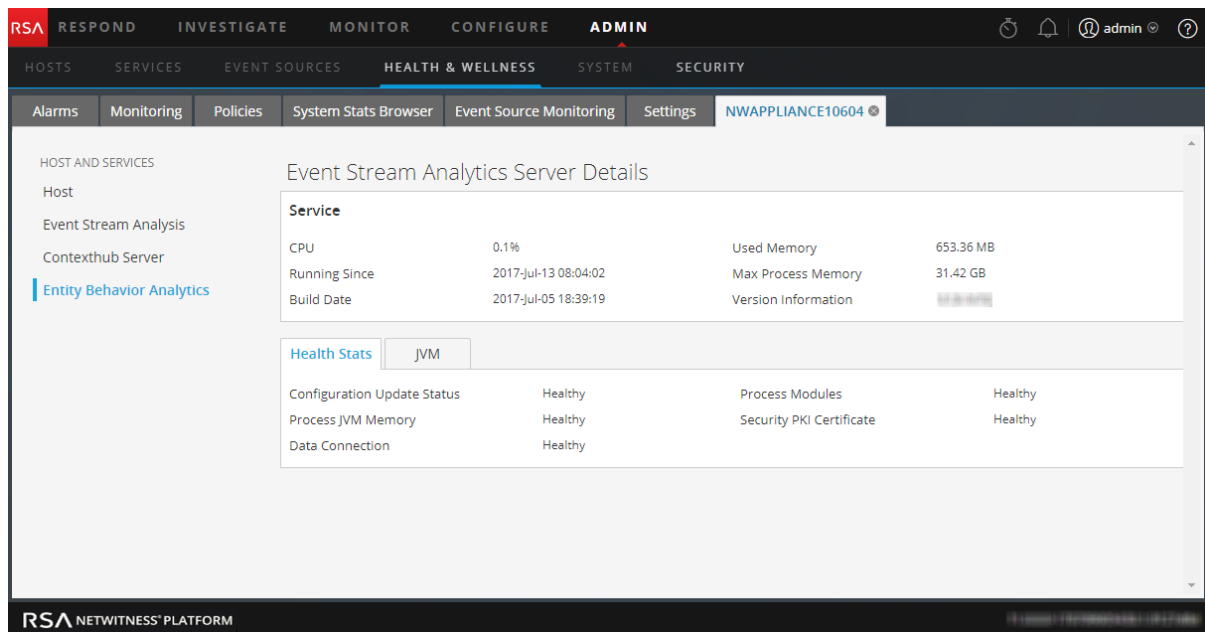 RSA RESPOND INVESTIGATE MONITOR CONFIGURE ADMIN admin ?
HOSTS SERVICES EVENT SOURCES HEALTH & WELLNESS SYSTEM SECURITY
Alarms Monitoring Policies System Stats Browser Event Source Monitoring Settings NWAPPLIANCE10604
HOST AND SERVICES
Host
Event Stream Analysis
Contexthub Server
Entity Behavior Analytics
Event Stream Analytics Server Details
Service
CPU 0.1% Used Memory 653.36 MB
Running Since 2017-Jul-13 08:04:02 Max Process Memory 31.42 GB
Build Date 2017-Jul-05 18:39:19 Version Information
Health Stats JVM
Configuration Update Status Healthy Process Modules Healthy
Process JVM Memory Healthy Security PKI Certificate Healthy
Data Connection Healthy
RSA NETWITNESS® PLATFORM